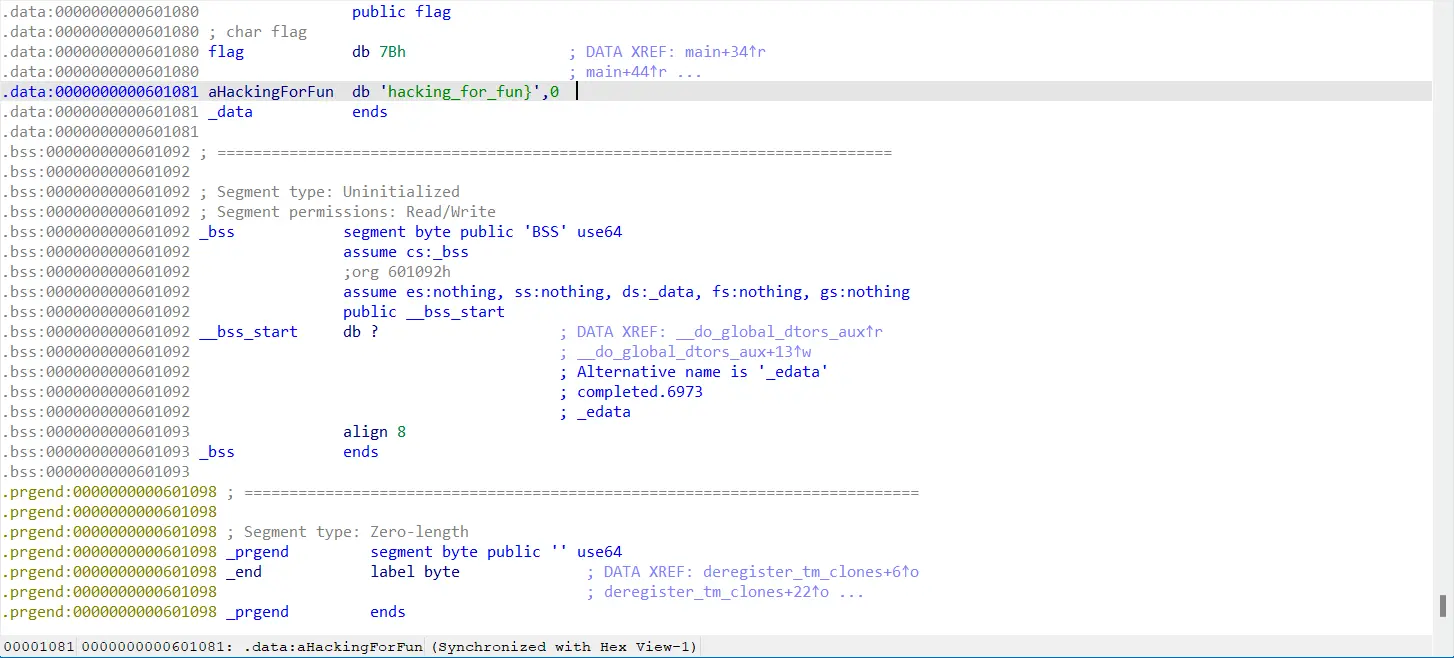 .data:0000000000601080                 public flag
.data:0000000000601080 ; char flag
.data:0000000000601080 flag            db 7Bh                  ; DATA XREF: main+34↑r
.data:0000000000601080                                         ; main+44↑r ...
.data:0000000000601081 aHackingForFun  db 'hacking_for_fun}',0
.data:0000000000601081 _data           ends
.data:0000000000601081
.bss:0000000000601092 ; ===========================================================================
.bss:0000000000601092
.bss:0000000000601092 ; Segment type: Uninitialized
.bss:0000000000601092 ; Segment permissions: Read/Write
.bss:0000000000601092 _bss            segment byte public 'BSS' use64
.bss:0000000000601092                 assume cs:_bss
.bss:0000000000601092                 ;org 601092h
.bss:0000000000601092                 assume es:nothing, ss:nothing, ds:_data, fs:nothing, gs:nothing
.bss:0000000000601092                 public __bss_start
.bss:0000000000601092 __bss_start     db ?                    ; DATA XREF: __do_global_dtors_aux↑r
.bss:0000000000601092                                         ; __do_global_dtors_aux+13↑w
.bss:0000000000601092                                         ; Alternative name is '_edata'
.bss:0000000000601092                                         ; completed.6973
.bss:0000000000601092                                         ; _edata
.bss:0000000000601093                 align 8
.bss:0000000000601093 _bss            ends
.bss:0000000000601093
.prgend:0000000000601098 ; ===========================================================================
.prgend:0000000000601098
.prgend:0000000000601098 ; Segment type: Zero-length
.prgend:0000000000601098 _prgend         segment byte public '' use64
.prgend:0000000000601098 _end            label byte              ; DATA XREF: deregister_tm_clones+6↑o
.prgend:0000000000601098                                         ; deregister_tm_clones+22↑o ...
.prgend:0000000000601098 _prgend         ends
00001081 0000000000601081: .data:aHackingForFun (Synchronized with Hex View-1)